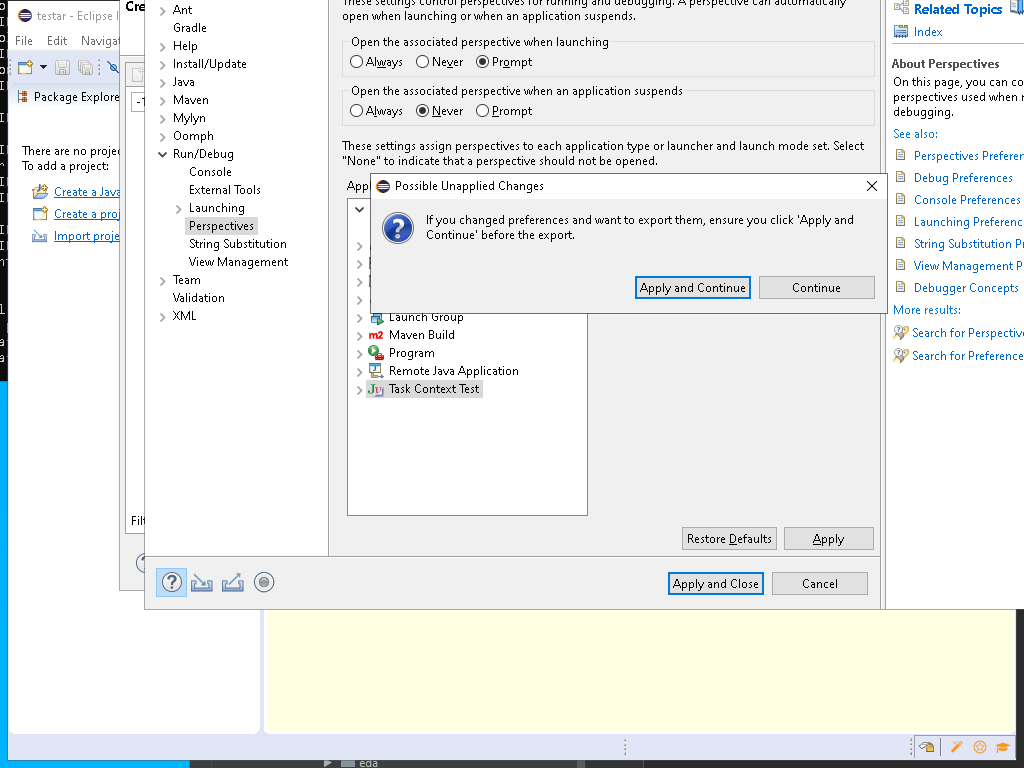 testar - Eclipse I
Cre
File Edit Navigat
Package Explore
There are no projec
To add a project:
Create a Java
Create a proj
Import proje
-1
Filt
Ant
Gradle
Help
Install/Update
Java
Maven
Mylyn
Oomph
Run/Debug
Console
External Tools
Launching
Perspectives
String Substitution
View Management
Team
Validation
XML
These settings control perspectives for running and debugging. A perspective can automatically
open when launching or when an application suspends.
Open the associated perspective when launching
Always Never Prompt
Open the associated perspective when an application suspends
Always Never Prompt
These settings assign perspectives to each application type or launcher and launch mode set. Select
"None" to indicate that a perspective should not be opened.
Appl
Possible Unapplied Changes
If you changed preferences and want to export them, ensure you click 'Apply and
Continue' before the export.
Apply and Continue Continue
Launch Group
m2 Maven Build
Program
Remote Java Application
Ju Task Context Test
Restore Defaults Apply
Apply and Close Cancel
Related Topics
Index
About Perspectives
On this page, you can co
perspectives used when r
debugging.
See also:
Perspectives Preferen
Debug Preferences
Console Preferences
Launching Preferenc
String Substitution Pr
View Management P
Debugger Concepts
More results:
Search for Perspective
Search for Preference
eda